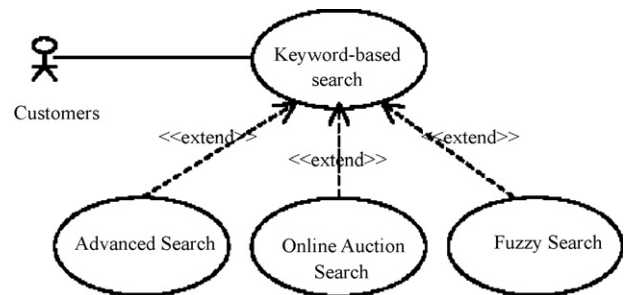 Keyword-based
search
Customers
<<extend>>
<<extend>>
<<extend>>
Advanced Search
Online Auction
Search
Fuzzy Search